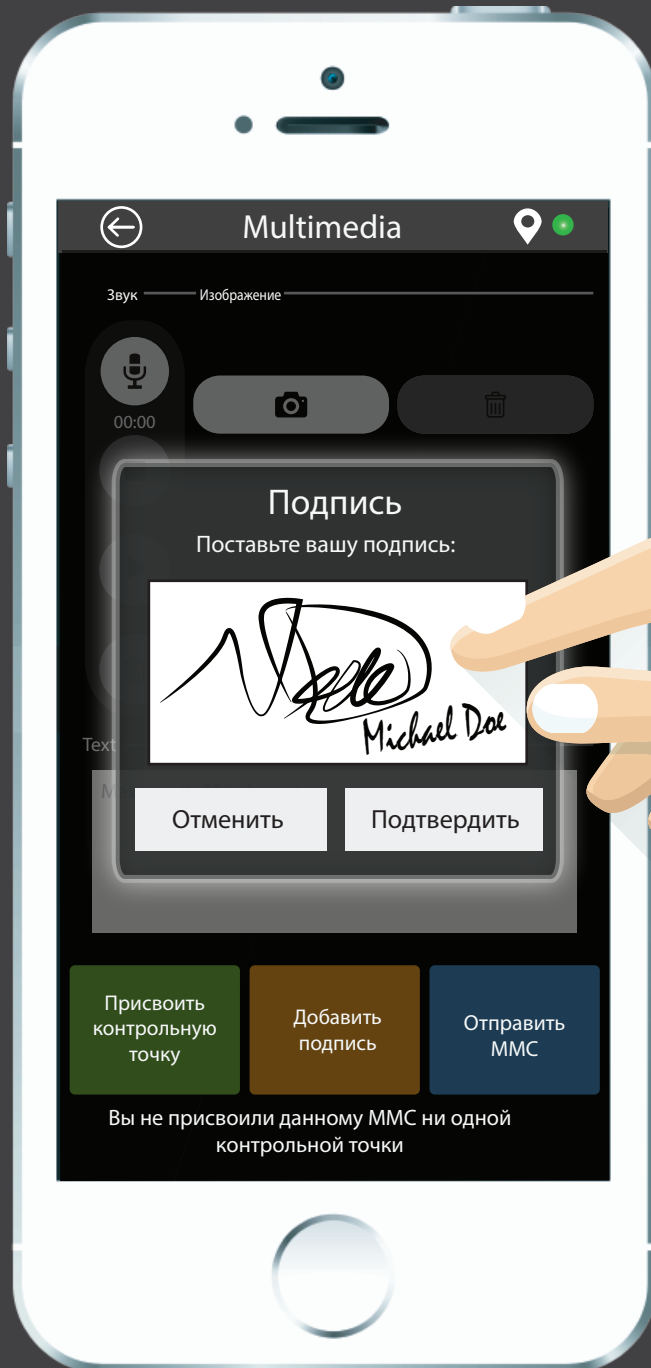 Multimedia
Звук
Изображение
00:00
Подпись
Поставьте вашу подпись:
Michael Doe
Text
Отменить
Подтвердить
Присвоить
контрольную
точку
Добавить
подпись
Отправить
ММС
Вы не присвоили данному ММС ни одной
контрольной точки